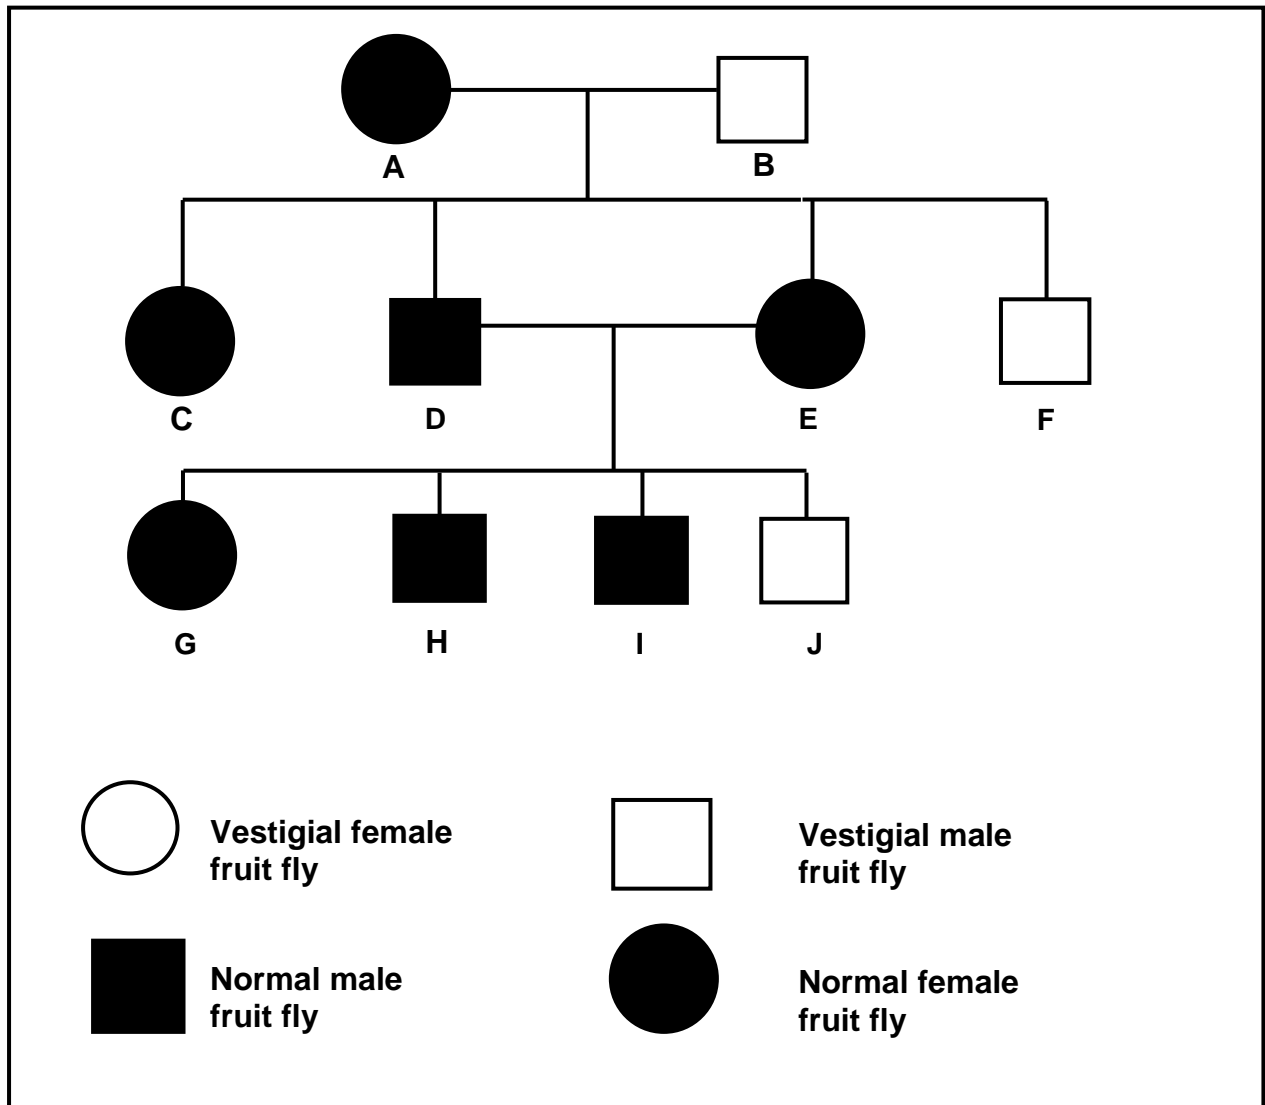 A
B
C
D
E
F
G
H
I
J
Vestigial female
fruit fly
Vestigial male
fruit fly
Normal male
fruit fly
Normal female
fruit fly